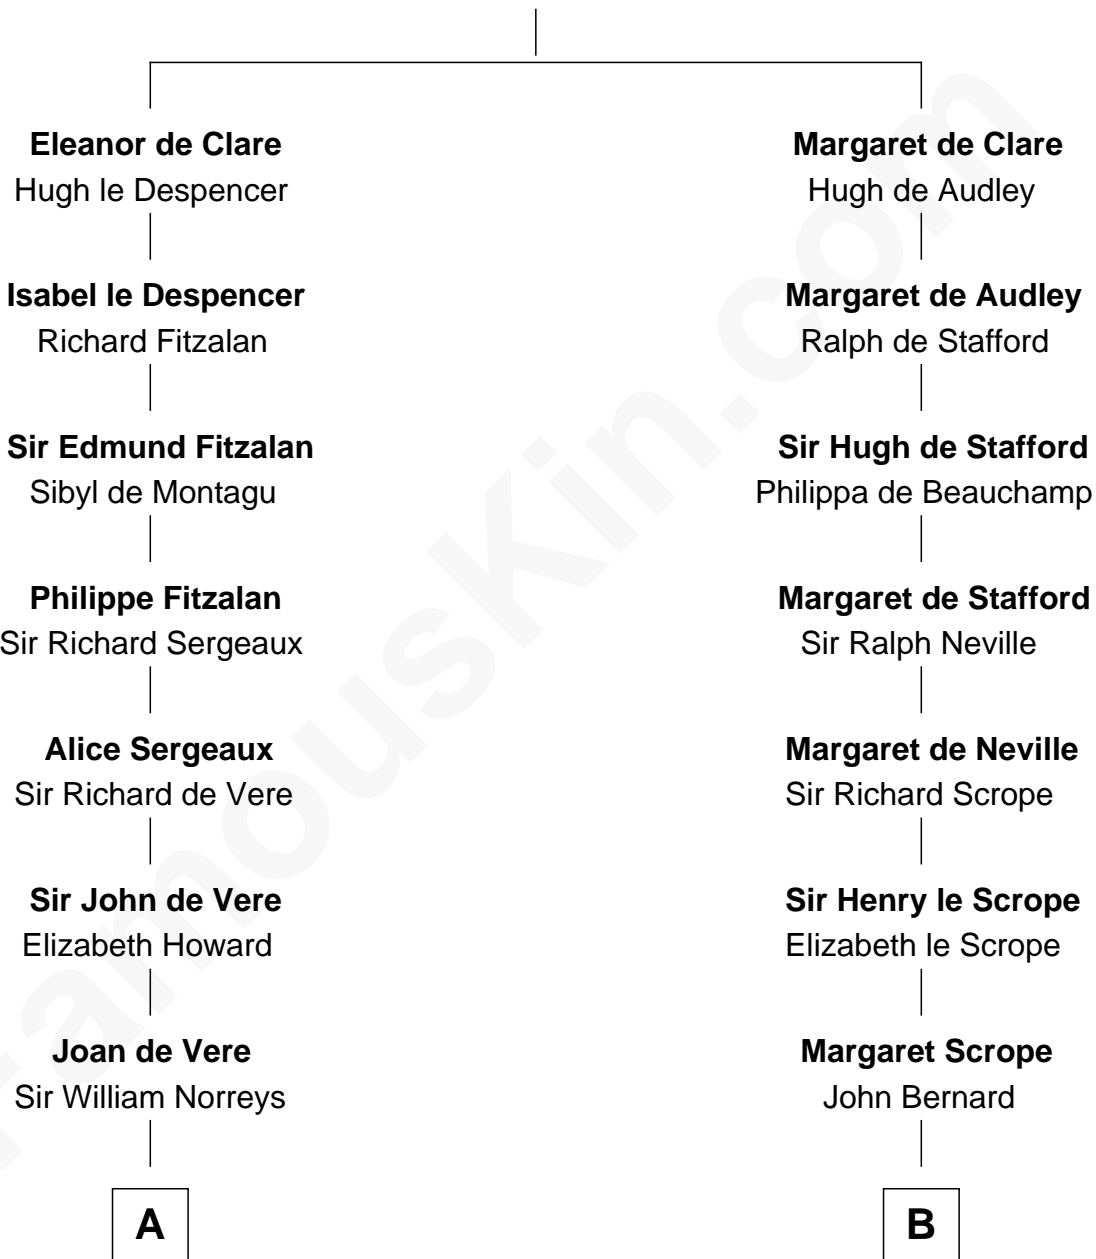 Eleanor de Clare
Hugh le Despencer
Margaret de Clare
Hugh de Audley
Isabel le Despencer
Richard Fitzalan
Margaret de Audley
Ralph de Stafford
Sir Edmund Fitzalan
Sibyl de Montagu
Sir Hugh de Stafford
Philippa de Beauchamp
Philippe Fitzalan
Sir Richard Sergeaux
Margaret de Stafford
Sir Ralph Neville
Alice Sergeaux
Sir Richard de Vere
Margaret de Neville
Sir Richard Scrope
Sir John de Vere
Elizabeth Howard
Sir Henry le Scrope
Elizabeth le Scrope
Joan de Vere
Sir William Norreys
Margaret Scrope
John Bernard
A
B
FamousKin.com